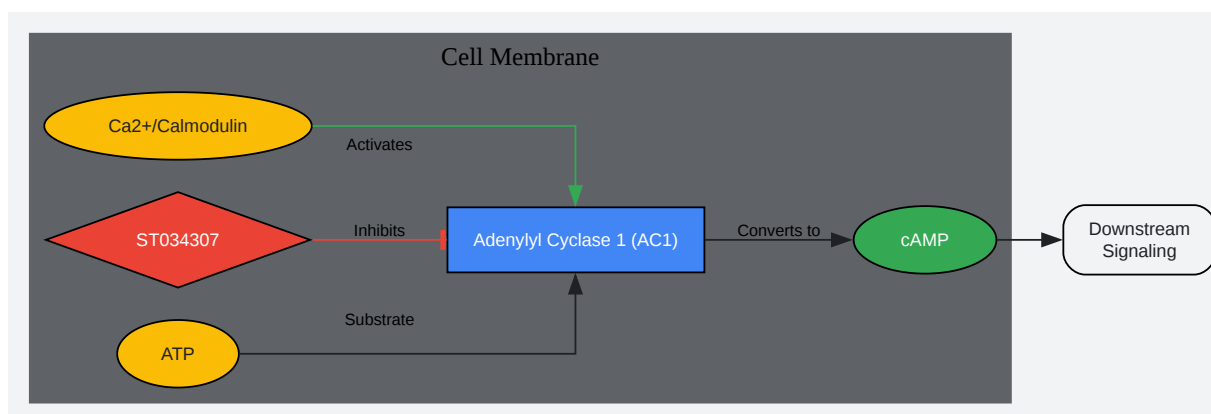 Cell Membrane
Ca2+/Calmodulin
Activates
ST034307
Inhibits
Adenylyl Cyclase 1 (AC1)
Converts to
cAMP
Downstream
Signaling
Substrate
ATP